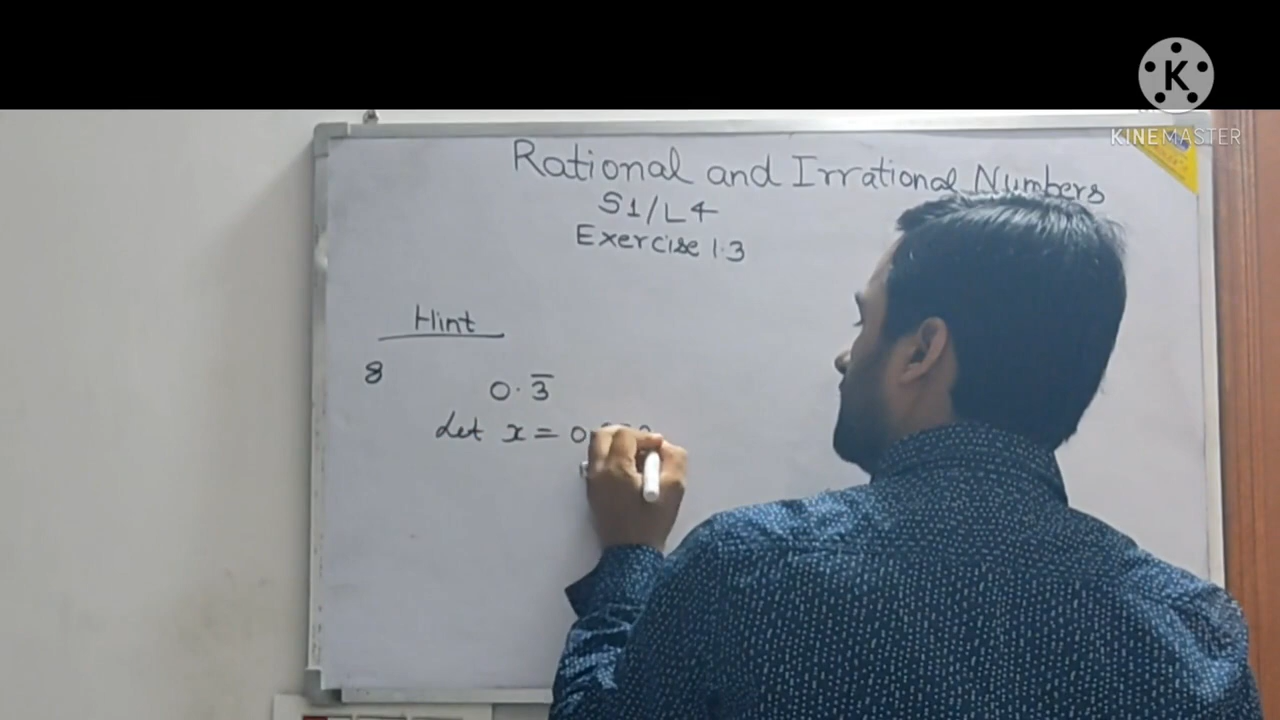 K
KINEMASTER
Rational and Irrational Numbers
S1/L4
Exercise 1.3
Hint
8
0.3̅
Let x = 0